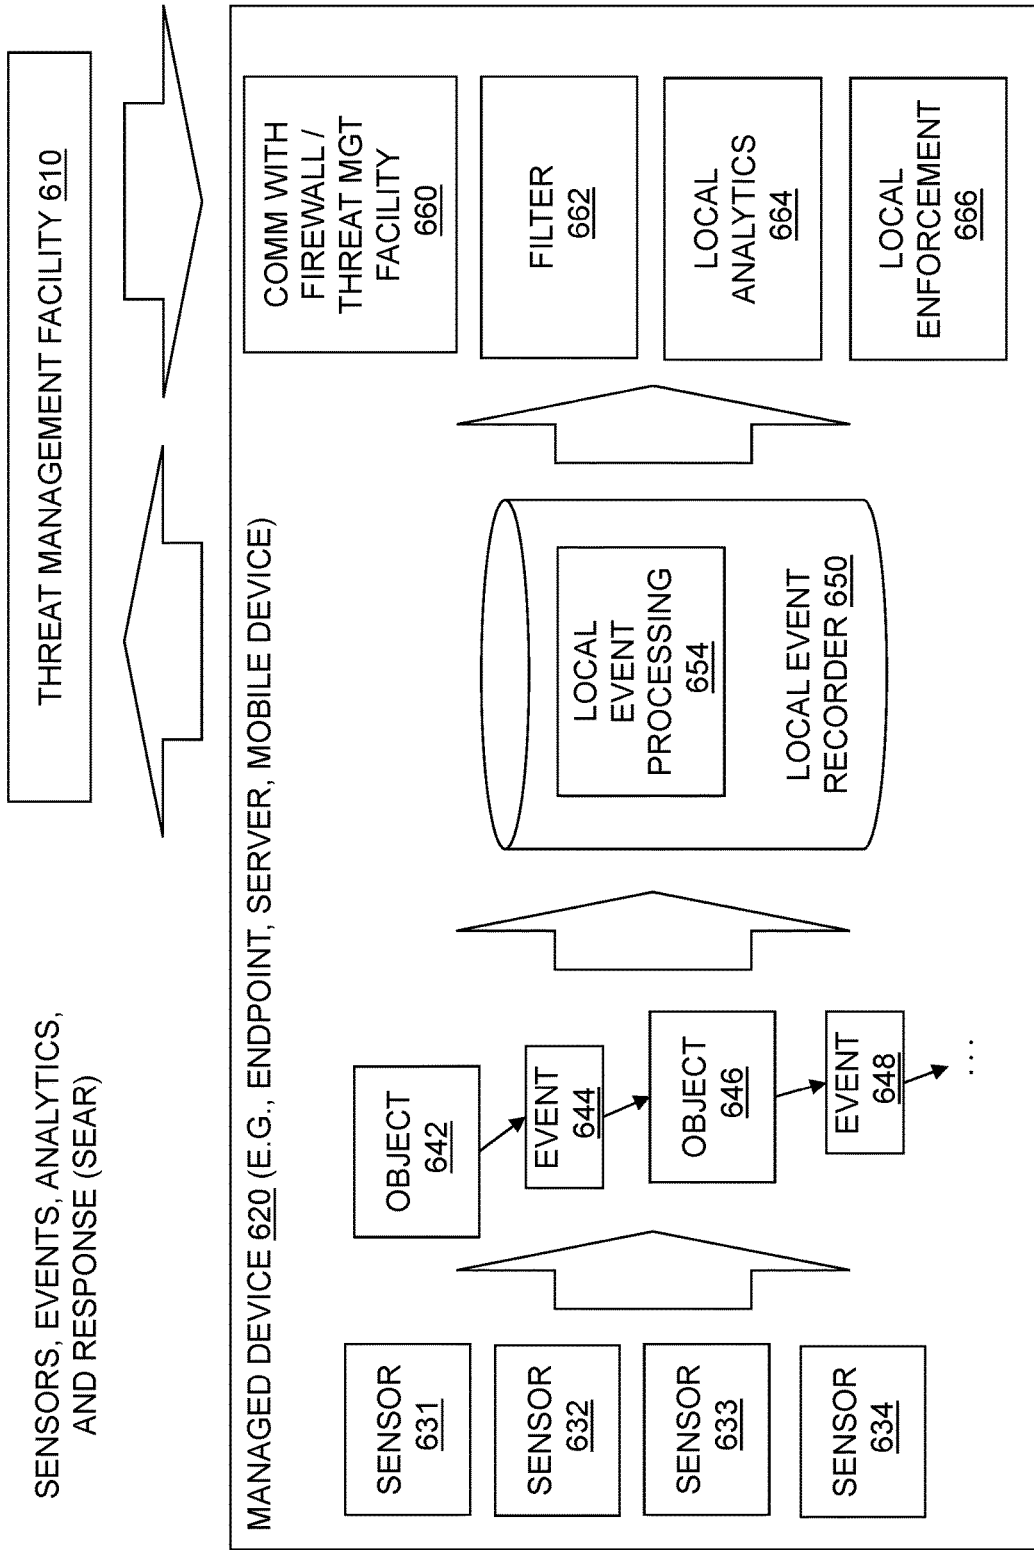 SENSORS, EVENTS, ANALYTICS,
AND RESPONSE (SEAR)
THREAT MANAGEMENT FACILITY 610
MANAGED DEVICE 620 (E.G., ENDPOINT, SERVER, MOBILE DEVICE)
SENSOR
631
SENSOR
632
SENSOR
633
SENSOR
634
OBJECT
642
EVENT
644
OBJECT
646
EVENT
648
...
LOCAL
EVENT
PROCESSING
654
LOCAL EVENT
RECORDER 650
COMM WITH
FIREWALL /
THREAT MGT
FACILITY
660
FILTER
662
LOCAL
ANALYTICS
664
LOCAL
ENFORCEMENT
666